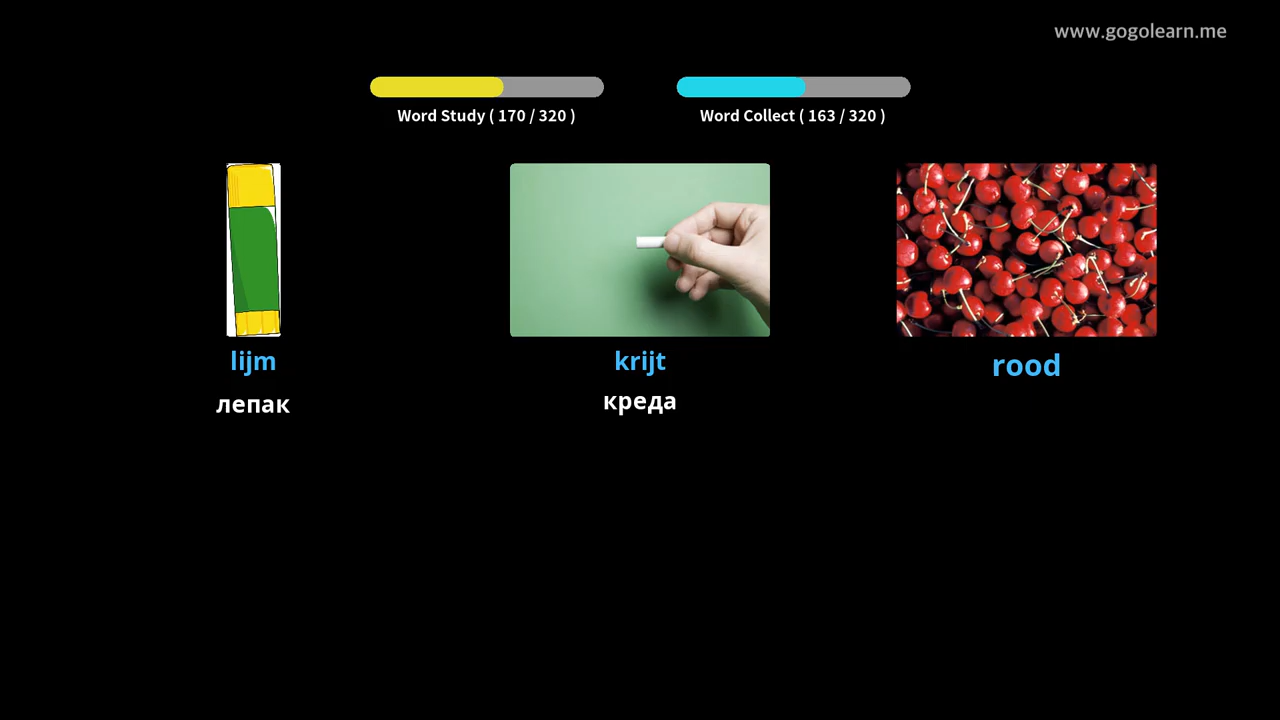 www.gogolearn.me
Word Study ( 170 / 320 )
Word Collect ( 163 / 320 )
lijm
krijt
rood
лепак
креда